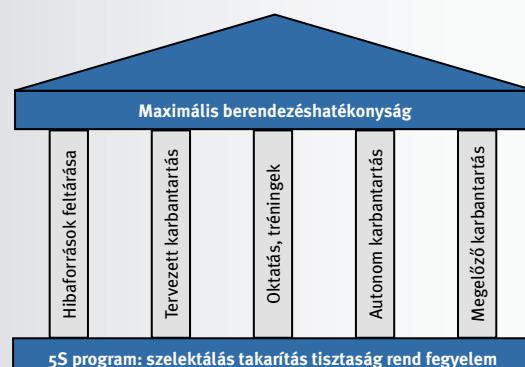 Maximális berendezéshatékonyság
Hibaforrások feltárása
Tervezett karbantartás
Oktatás, tréningek
Autonom karbantartás
Megelőző karbantartás
5S program: szelektálás takarítás tisztaság rend fegyelem